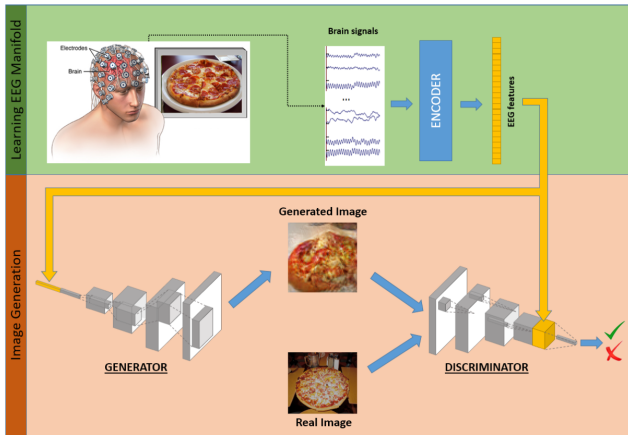 Learning EEG Manifold
Electrodes
Brain
Brain signals
...
ENCODER
EEG features
Image Generation
Generated Image
GENERATOR
DISCRIMINATOR
Real Image